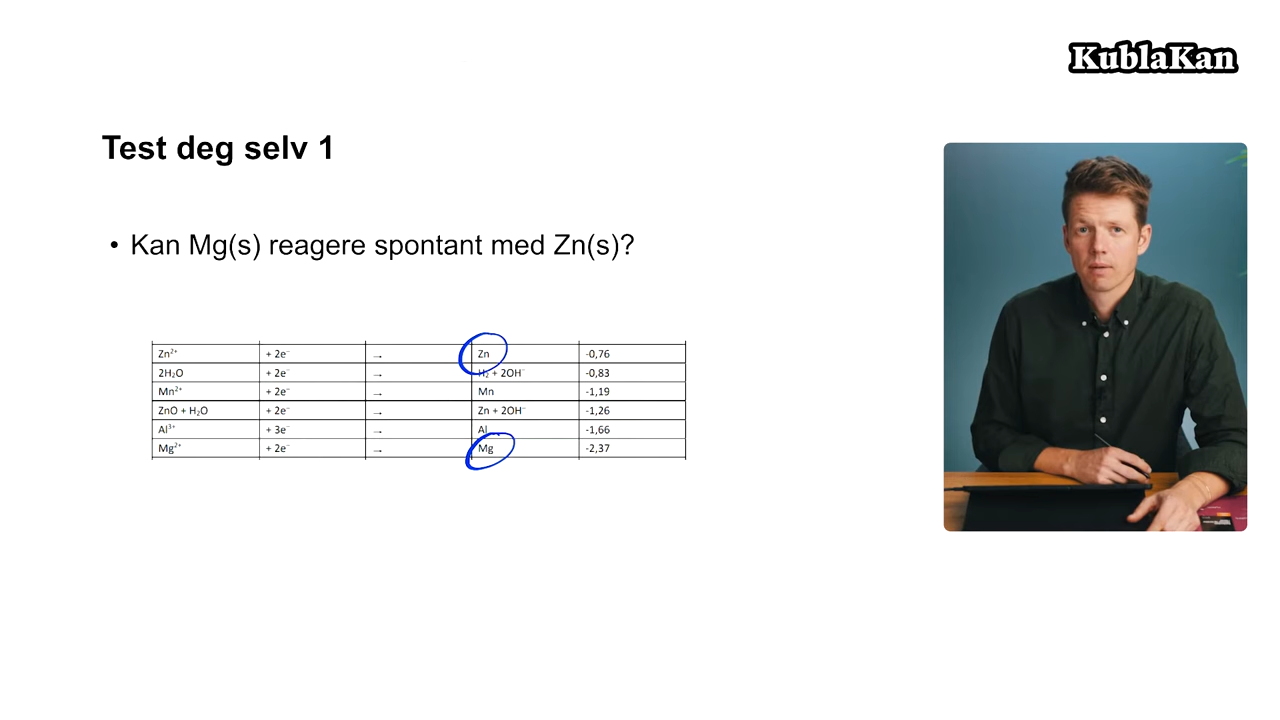 KublaKan
Test deg selv 1
• Kan Mg(s) reagere spontant med Zn(s)?
Zn²⁺ + 2e⁻ → Zn -0,76
2H₂O + 2e⁻ → H₂ + 2OH⁻ -0,83
Mn²⁺ + 2e⁻ → Mn -1,19
ZnO + H₂O + 2e⁻ → Zn + 2OH⁻ -1,26
Al³⁺ + 3e⁻ → Al -1,66
Mg²⁺ + 2e⁻ → Mg -2,37